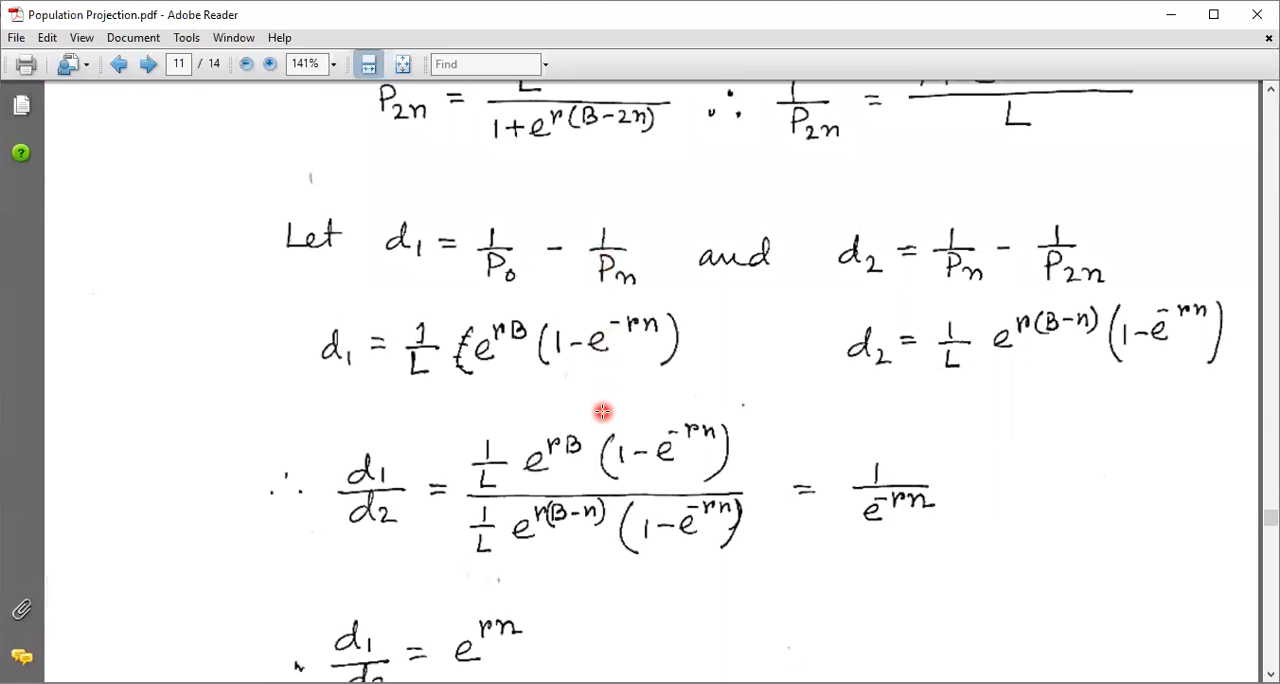 Population Projection.pdf - Adobe Reader
File Edit View Document Tools Window Help
11 / 14 141% Find
P₂ₙ = L / (1+e^(r(B-2n))) ∴ 1/P₂ₙ = / L
Let d₁ = 1/P₀ - 1/Pₙ and d₂ = 1/Pₙ - 1/P₂ₙ
d₁ = 1/L {e^(rB) (1-e^(-rn)) d₂ = 1/L e^(r(B-n)) (1-e^(-rn))
∴ d₁/d₂ = (1/L e^(rB) (1-e^(-rn))) / (1/L e^(r(B-n)) (1-e^(-rn))) = 1/e^(-rn)
d₁/d₂ = e^(rn)